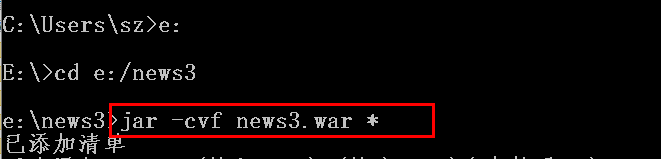 C:\Users\sz>e:
E:\>cd e:/news3
e:\news3>jar -cvf news3.war *
已添加清单